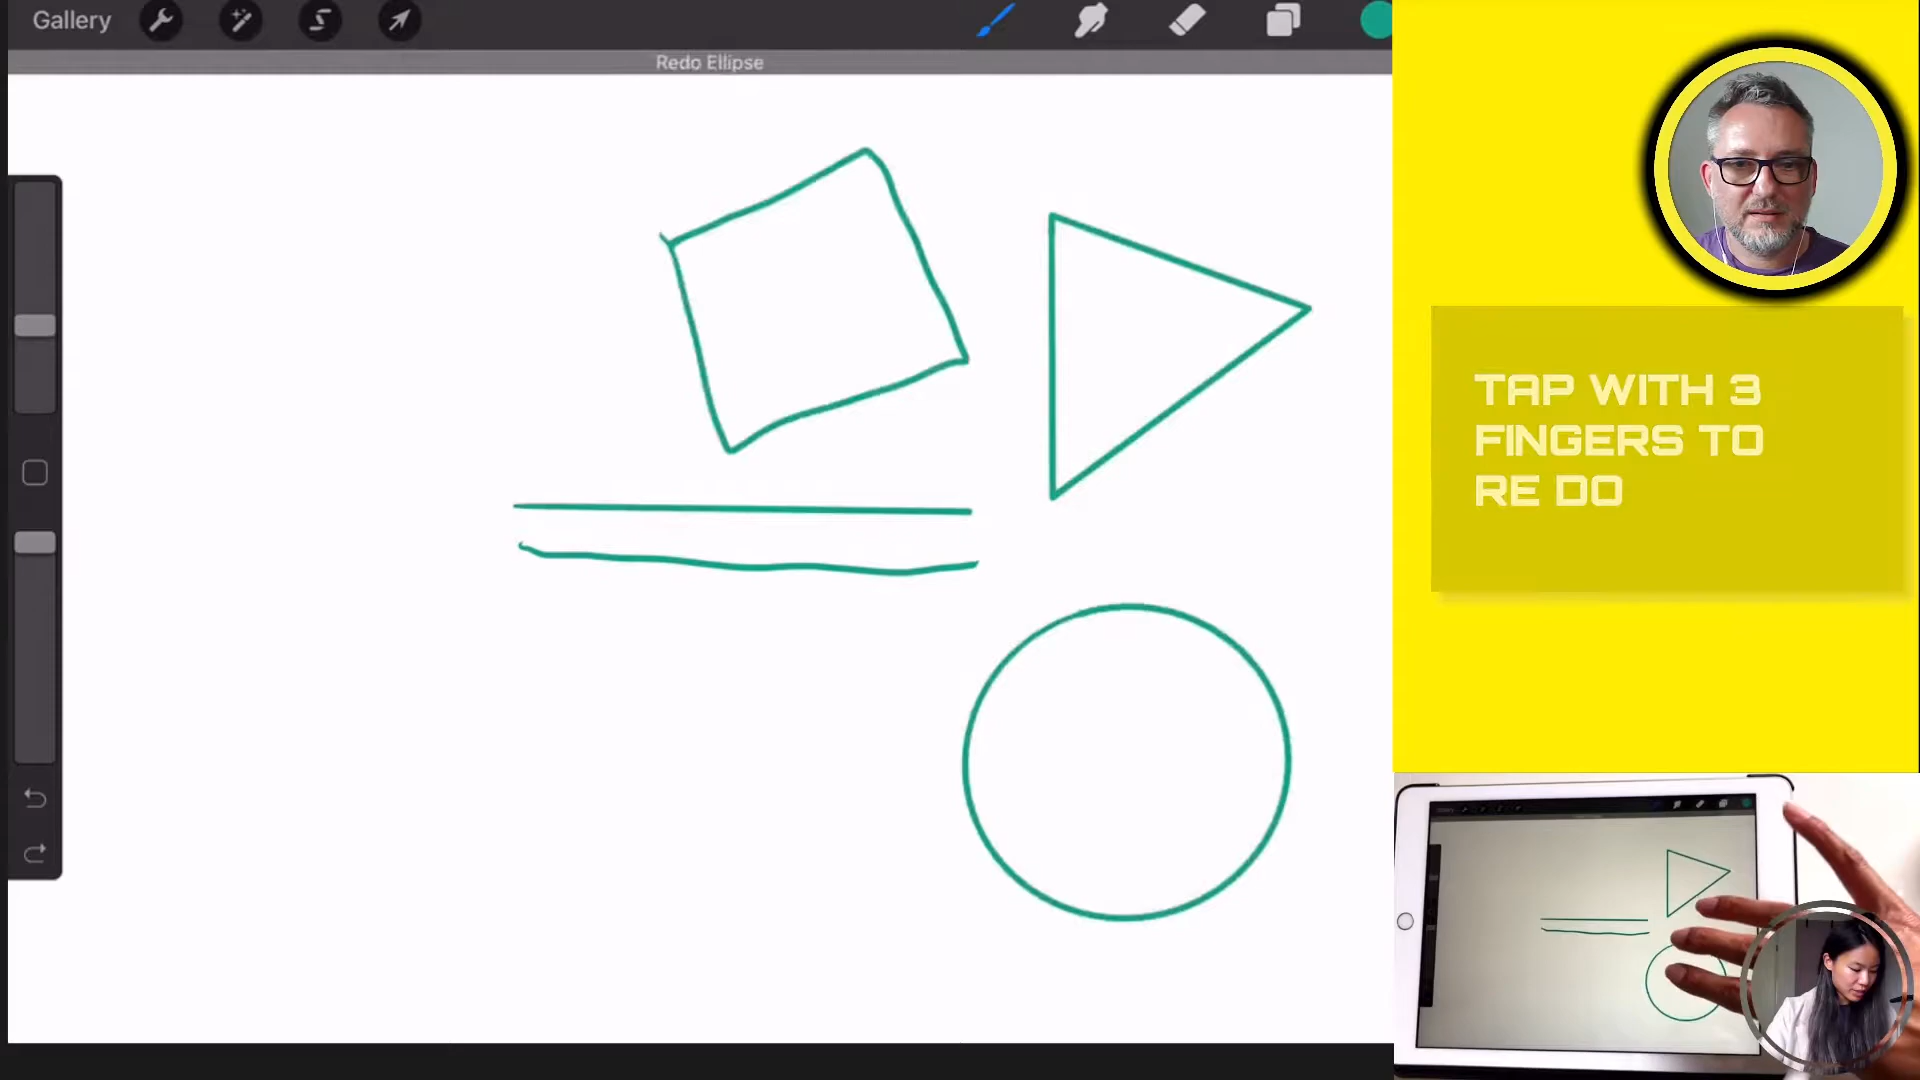 Gallery
Redo Ellipse
TAP WITH 3
FINGERS TO
RE DO